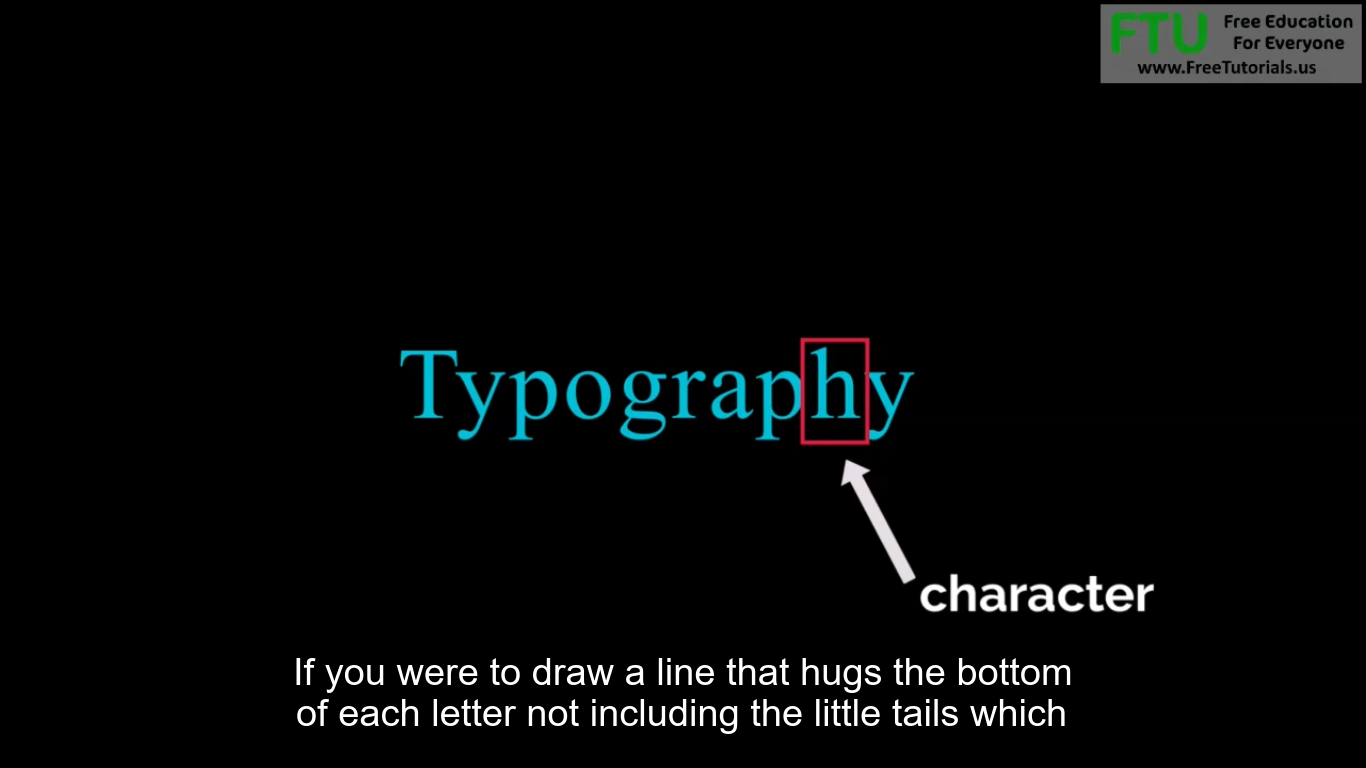 FTU Free Education
For Everyone
www.FreeTutorials.us
Typography
character
If you were to draw a line that hugs the bottom
of each letter not including the little tails which